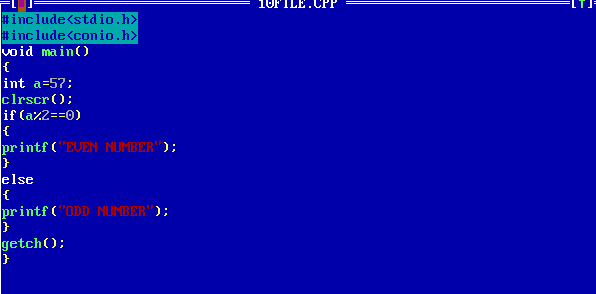 [■] 10FILE.CPP [↑]
#include<stdio.h>
#include<conio.h>
void main()
{
int a=57;
clrscr();
if(a%2==0)
{
printf("EVEN NUMBER");
}
else
{
printf("ODD NUMBER");
}
getch();
}